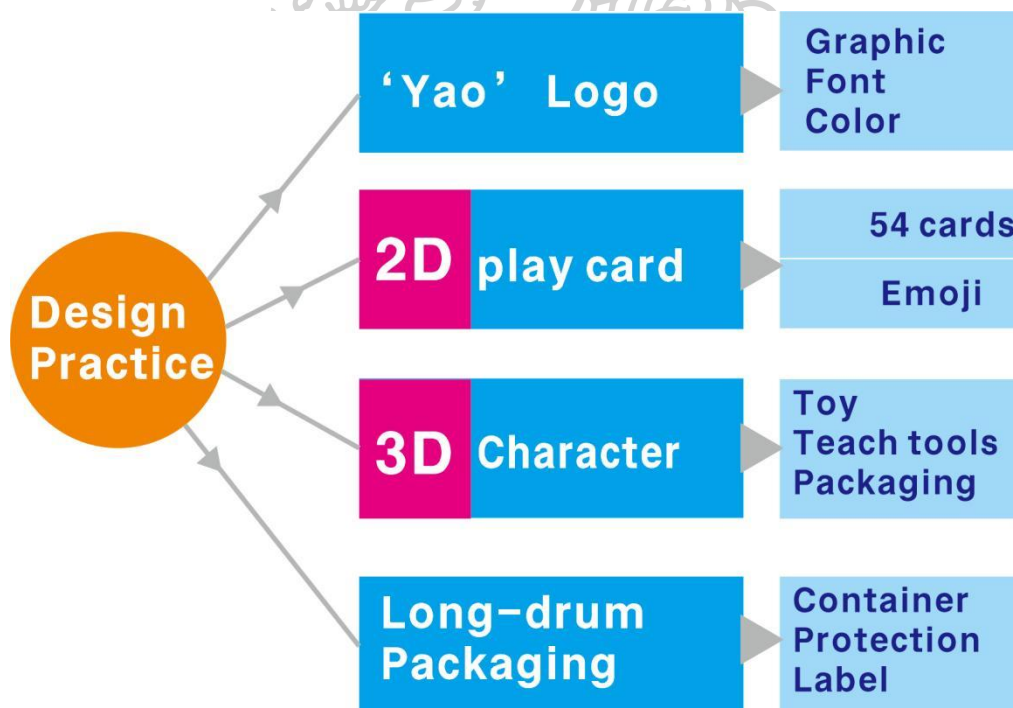 ‘Yao’ Logo
Graphic
Font
Color
2D play card
54 cards
Emoji
Design
Practice
3D Character
Toy
Teach tools
Packaging
Long-drum
Packaging
Container
Protection
Label